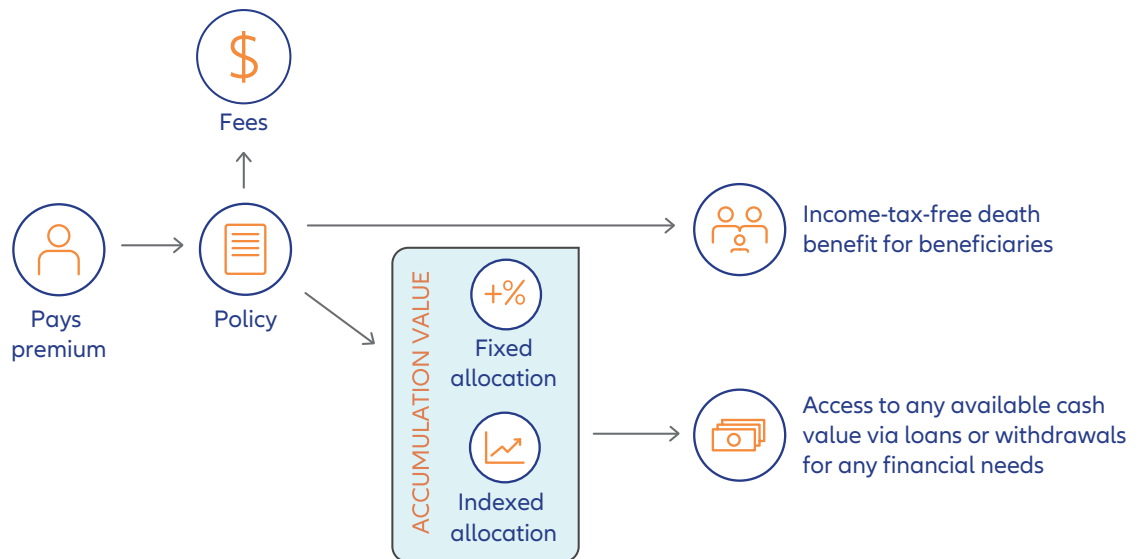 $
Fees
Pays
premium
Policy
Income-tax-free death
benefit for beneficiaries
ACCUMULATION VALUE
+%
Fixed
allocation
Indexed
allocation
Access to any available cash
value via loans or withdrawals
for any financial needs